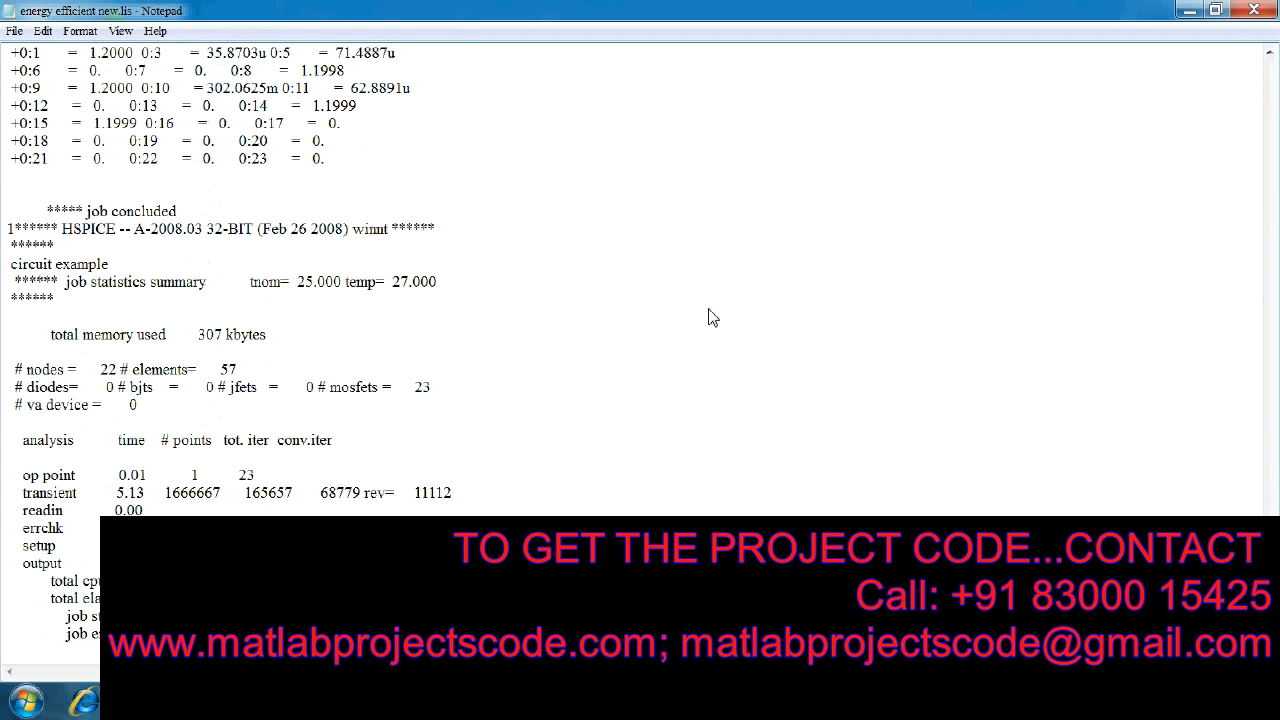 energy efficient new.lis - Notepad
File Edit Format View Help
+0:1 = 1.2000 0:3 = 35.8703u 0:5 = 71.4887u
+0:6 = 0. 0:7 = 0. 0:8 = 1.1998
+0:9 = 1.2000 0:10 =302.0625m 0:11 = 62.8891u
+0:12 = 0. 0:13 = 0. 0:14 = 1.1999
+0:15 = 1.1999 0:16 = 0. 0:17 = 0.
+0:18 = 0. 0:19 = 0. 0:20 = 0.
+0:21 = 0. 0:22 = 0. 0:23 = 0.
***** job concluded
1****** HSPICE -- A-2008.03 32-BIT (Feb 26 2008) winnt ******
******
circuit example
****** job statistics summary tnom= 25.000 temp= 27.000
******
total memory used 307 kbytes
# nodes = 22 # elements= 57
# diodes= 0 # bjts = 0 # jfets = 0 # mosfets = 23
# va device = 0
analysis time # points tot. iter conv.iter
op point 0.01 1 23
transient 5.13 1666667 165657 68779 rev= 11112
readin 0.00
errchk
setup
output
total
total
job
job
TO GET THE PROJECT CODE...CONTACT
Call: +91 83000 15425
www.matlabprojectscode.com; matlabprojectscode@gmail.com